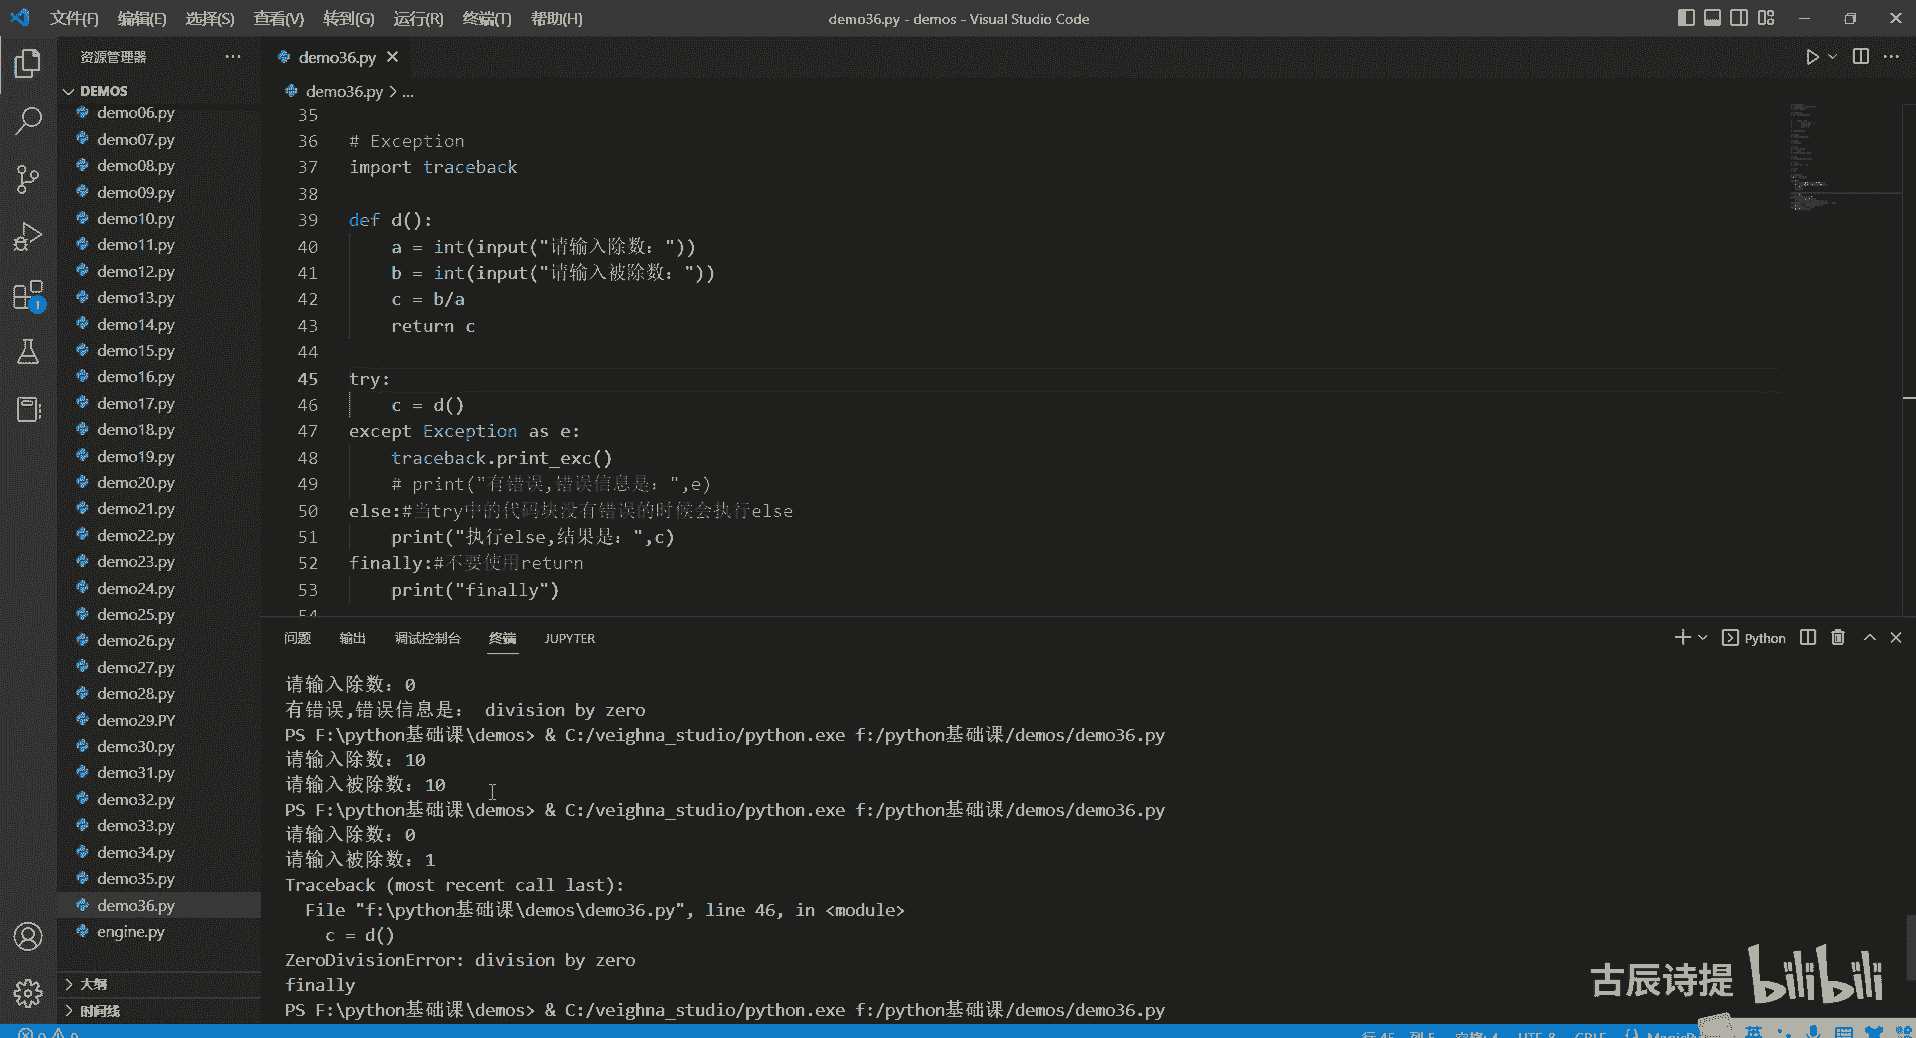 文件(F) 编辑(E) 选择(S) 查看(V) 转到(G) 运行(R) 终端(T) 帮助(H)
demo36.py - demos - Visual Studio Code
资源管理器
demo36.py
DEMOS
demo36.py > ...
demo06.py
demo07.py
demo08.py
demo09.py
demo10.py
demo11.py
demo12.py
demo13.py
demo14.py
demo15.py
demo16.py
demo17.py
demo18.py
demo19.py
demo20.py
demo21.py
demo22.py
demo23.py
demo24.py
demo25.py
demo26.py
demo27.py
demo28.py
demo29.PY
demo30.py
demo31.py
demo32.py
demo33.py
demo34.py
demo35.py
demo36.py
engine.py
大纲
时间线
1
35
36 # Exception
37 import traceback
38
39 def d():
40 a = int(input("请输入除数："))
41 b = int(input("请输入被除数："))
42 c = b/a
43 return c
44
45 try:
46 c = d()
47 except Exception as e:
48 traceback.print_exc()
49 # print("有错误,错误信息是：",e)
50 else:#当try中的代码块没有错误的时候会执行else
51 print("执行else,结果是：",c)
52 finally:#不要使用return
53 print("finally")
54
问题 输出 调试控制台 终端 JUPYTER
Python
请输入除数：0
有错误,错误信息是： division by zero
PS F:\python基础课\demos> & C:/veighna_studio/python.exe f:/python基础课/demos/demo36.py
请输入除数：10
请输入被除数：10
PS F:\python基础课\demos> & C:/veighna_studio/python.exe f:/python基础课/demos/demo36.py
请输入除数：0
请输入被除数：1
Traceback (most recent call last):
File "f:\python基础课\demos\demo36.py", line 46, in <module>
c = d()
ZeroDivisionError: division by zero
finally
PS F:\python基础课\demos> & C:/veighna_studio/python.exe f:/python基础课/demos/demo36.py
古辰诗提 bilibili
行 45, 列 5 空格: 4 UTF-8 CRLF
英